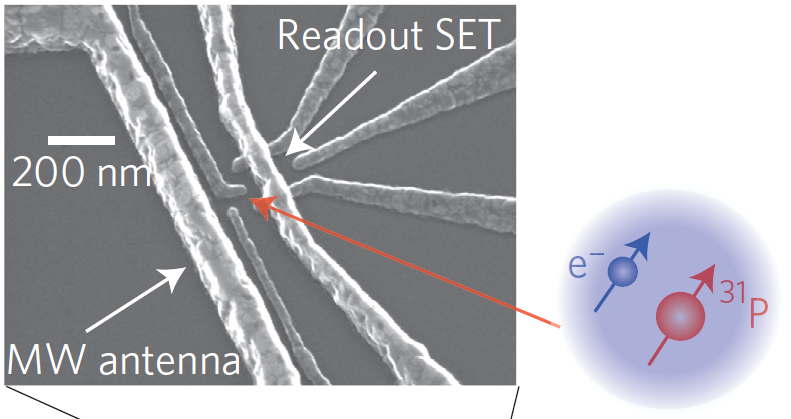 Readout SET
200 nm
MW antenna
e⁻
³¹P